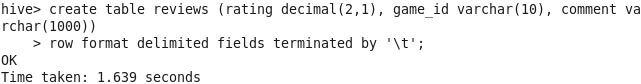 hive> create table reviews (rating decimal(2,1), game_id varchar(10), comment va
rchar(1000))
    > row format delimited fields terminated by '\t';
OK
Time taken: 1.639 seconds